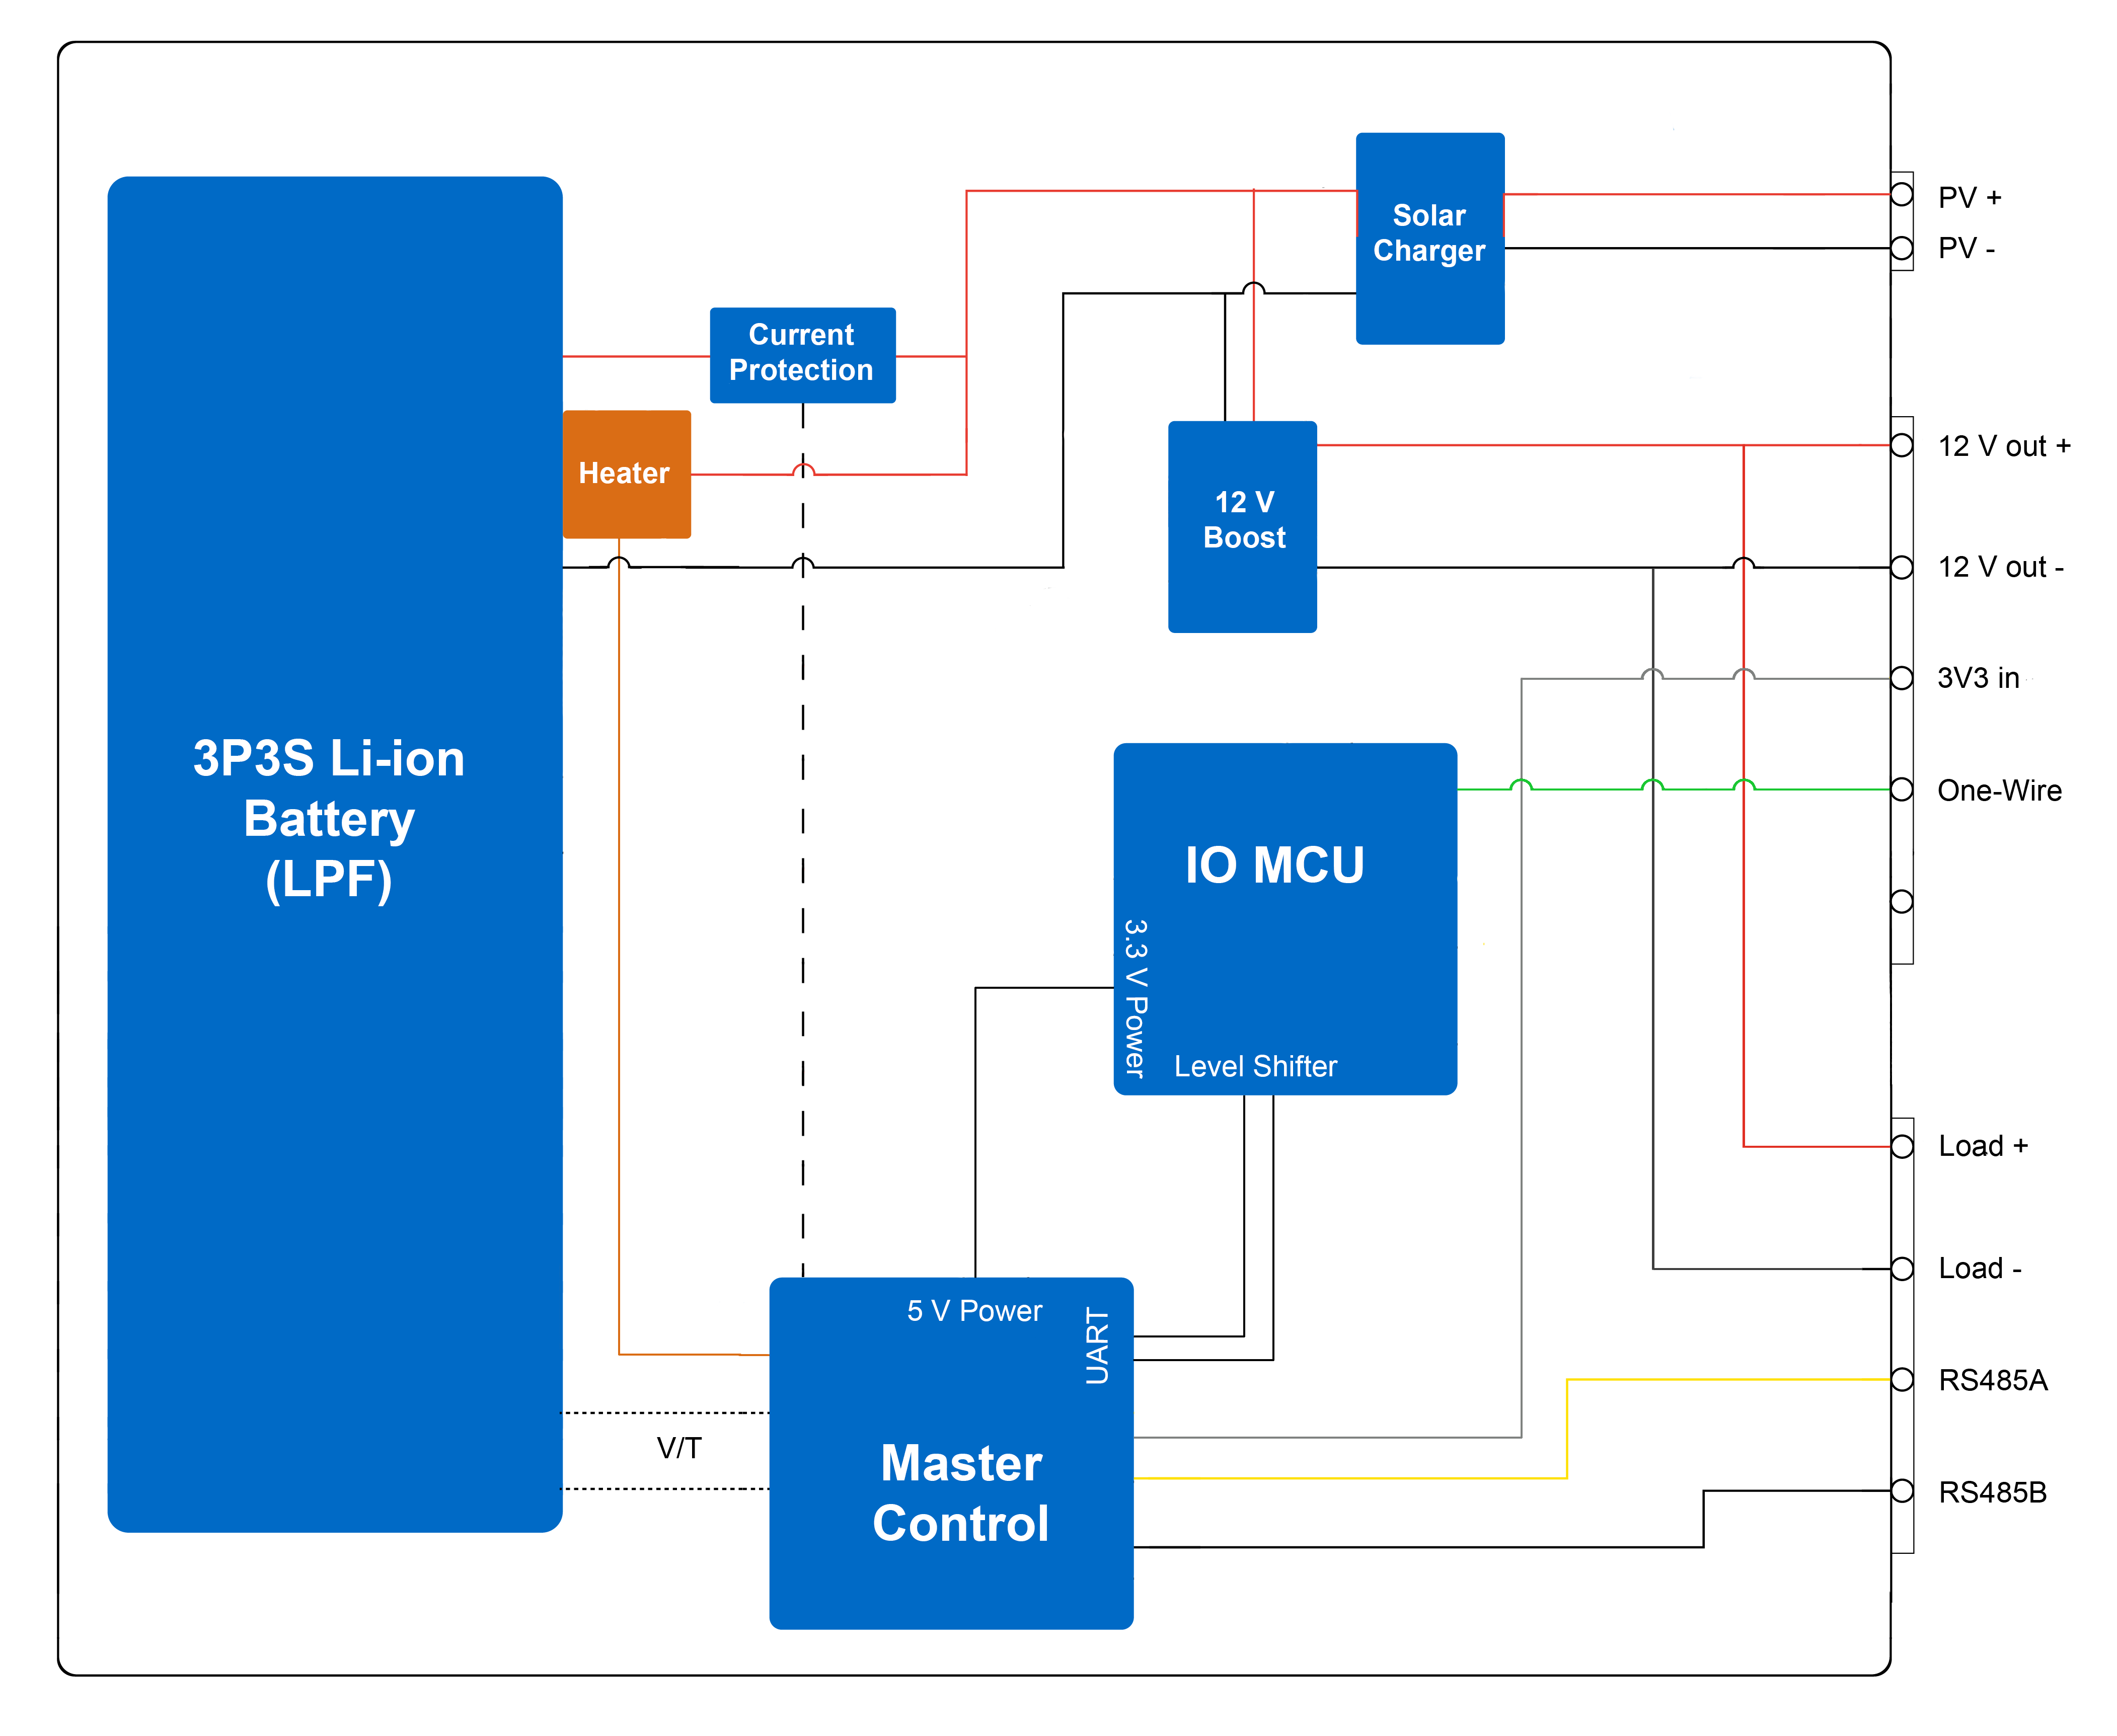 Solar
Charger
PV +
PV -
Current
Protection
Heater
12 V
Boost
12 V out +
12 V out -
3V3 in
3P3S Li-ion
Battery
(LPF)
IO MCU
3.3 V Power
Level Shifter
One-Wire
Load +
Load -
5 V Power
UART
V/T
Master
Control
RS485A
RS485B